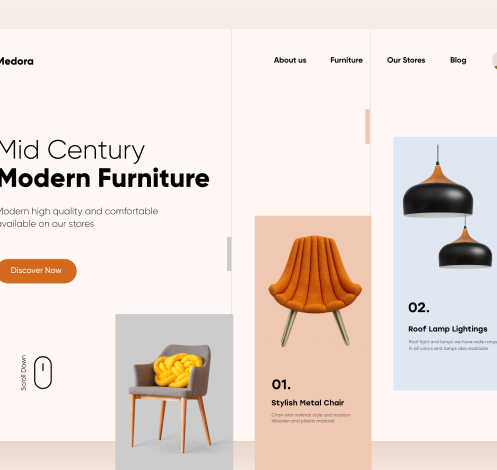 Medora
About us
Furniture
Our Stores
Blog
Mid Century
Modern Furniture
Modern high quality and comfortable
available on our stores
Discover Now
Scroll Down
01.
Stylish Metal Chair
Chair with minimal style and modern
Wooden and plastic material
02.
Roof Lamp Lightings
Roof light and lamps we have wide range
in all colors and lamps also available